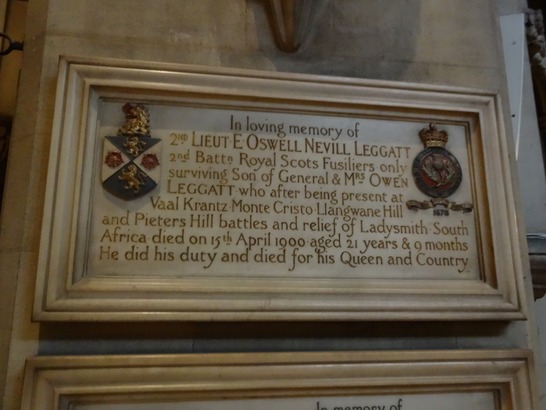 In loving memory of
2ND LIEUT E OSWELL NEVILL LEGGATT
2nd Battn Royal Scots Fusiliers only
surviving Son of General & MRS OWEN
LEGGATT who after being present at
Vaal Krantz Monte Cristo Llangwane Hill
and Pieters Hill battles and relief of Ladysmith South
Africa died on 15th April 1900 aged 21 years & 9 months
He did his duty and died for his Queen and Country
1678
In memory of